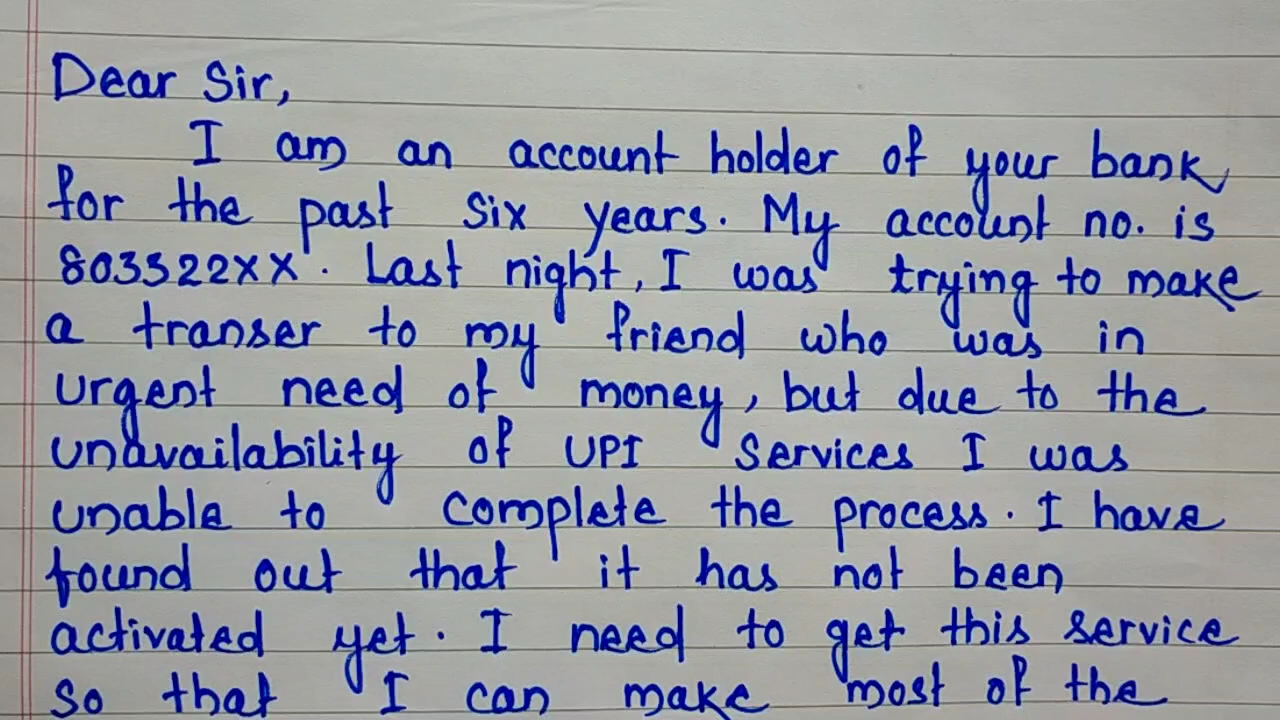 Dear Sir,
I am an account holder of your bank,
for the past six years. My account no. is
803322XX. Last night, I was trying to make
a transer to my friend who was in
urgent need of money, but due to the
unavailability of UPI Services I was
unable to complete the process. I have
found out that it has not been
activated yet. I need to get this service
so that I can make most of the